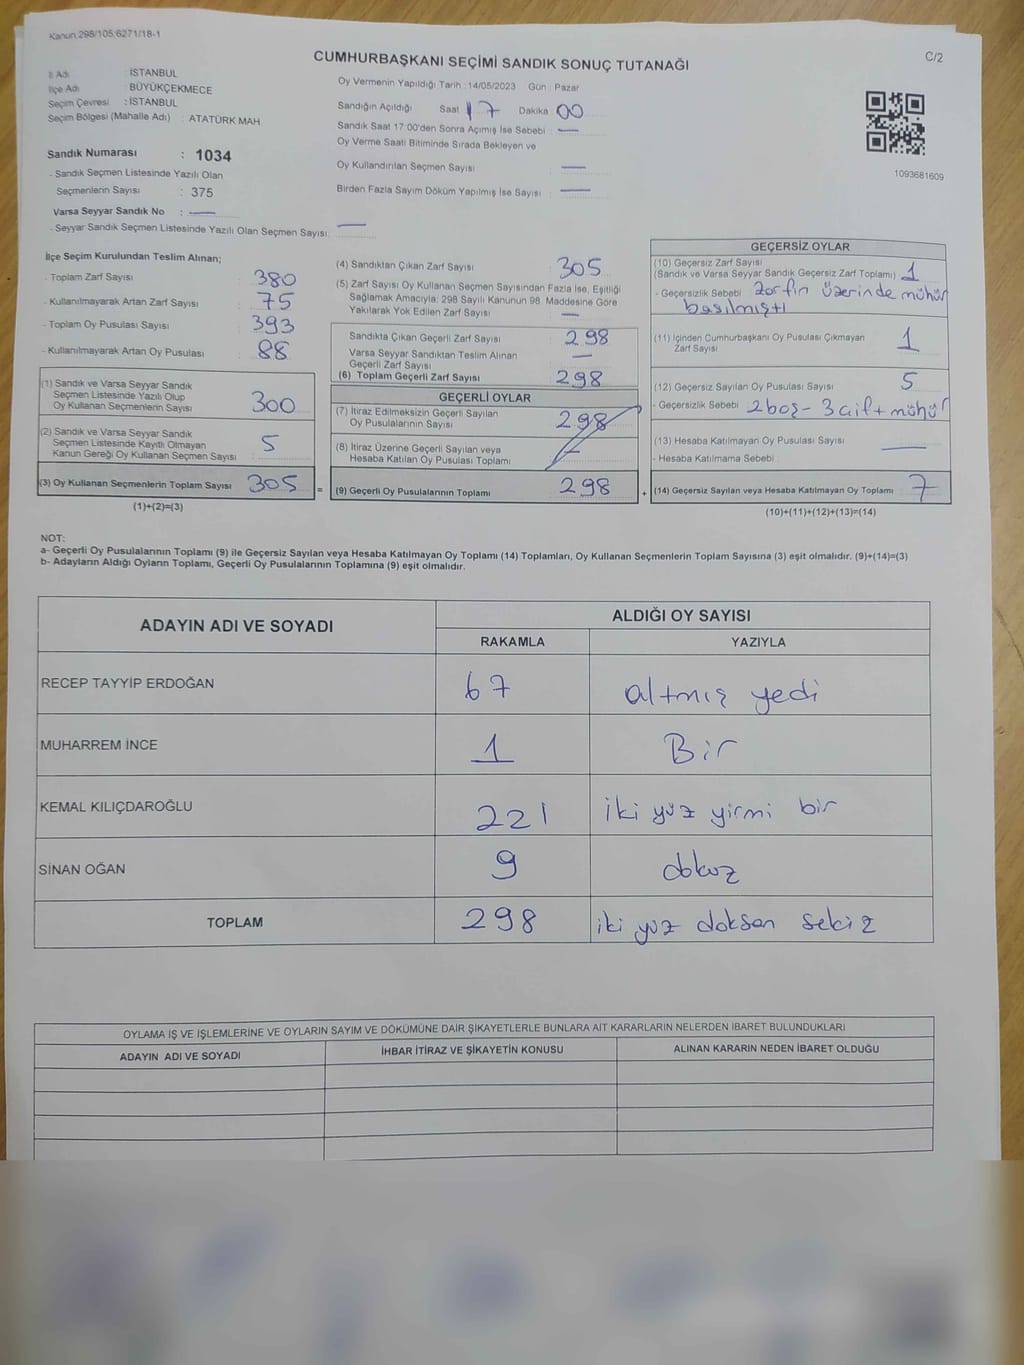 Kanun:298/105;6271/18-1
C/2
CUMHURBAŞKANI SEÇİMİ SANDIK SONUÇ TUTANAĞI
İl Adı : İSTANBUL
İlçe Adı : BÜYÜKÇEKMECE
Seçim Çevresi : İSTANBUL
Seçim Bölgesi (Mahalle Adı) : ATATÜRK MAH.
Sandık Numarası : 1034
- Sandık Seçmen Listesinde Yazılı Olan
Seçmenlerin Sayısı : 375
Varsa Seyyar Sandık No : —
- Seyyar Sandık Seçmen Listesinde Yazılı Olan Seçmen Sayısı: —
Oy Vermenin Yapıldığı Tarih : 14/05/2023 Gün : Pazar
Sandığın Açıldığı Saat 17 Dakika 00
Sandık Saat 17:00'den Sonra Açımış İse Sebebi : —
Oy Verme Saati Bitiminde Sırada Bekleyen ve
Oy Kullandırılan Seçmen Sayısı : —
Birden Fazla Sayım Döküm Yapılmış İse Sayısı : —
1093681609
İlçe Seçim Kurulundan Teslim Alınan;
- Toplam Zarf Sayısı : 380
- Kullanılmayarak Artan Zarf Sayısı : 75
- Toplam Oy Pusulası Sayısı : 393
- Kullanılmayarak Artan Oy Pusulası : 88
(1) Sandık ve Varsa Seyyar Sandık
Seçmen Listesinde Yazılı Olup
Oy Kullanan Seçmenlerin Sayısı : 300
(2) Sandık ve Varsa Seyyar Sandık
Seçmen Listesinde Kayıtlı Olmayan
Kanun Gereği Oy Kullanan Seçmen Sayısı : 5
(3) Oy Kullanan Seçmenlerin Toplam Sayısı : 305 =
(1)+(2)=(3)
(4) Sandıktan Çıkan Zarf Sayısı : 305
(5) Zarf Sayısı Oy Kullanan Seçmen Sayısından Fazla İse, Eşitliği
Sağlamak Amacıyla; 298 Sayılı Kanunun 98. Maddesine Göre
Yakılarak Yok Edilen Zarf Sayısı : —
Sandıkta Çıkan Geçerli Zarf Sayısı : 298
Varsa Seyyar Sandıktan Teslim Alınan
Geçerli Zarf Sayısı : —
(6) Toplam Geçerli Zarf Sayısı : 298
GEÇERLİ OYLAR
(7) İtiraz Edilmeksizin Geçerli Sayılan
Oy Pusulalarının Sayısı : 298
(8) İtiraz Üzerine Geçerli Sayılan veya
Hesaba Katılan Oy Pusulası Toplamı : —
(9) Geçerli Oy Pusulalarının Toplamı : 298 +
GEÇERSİZ OYLAR
(10) Geçersiz Zarf Sayısı
(Sandık ve Varsa Seyyar Sandık Geçersiz Zarf Toplamı) : 1
- Geçersizlik Sebebi : Zarfın üzerinde mühür
basılmıştı
(11) İçinden Cumhurbaşkanı Oy Pusulası Çıkmayan
Zarf Sayısı : 1
(12) Geçersiz Sayılan Oy Pusulası Sayısı : 5
- Geçersizlik Sebebi : 2 boş - 3 çift mühür
(13) Hesaba Katılmayan Oy Pusulası Sayısı : —
- Hesaba Katılmama Sebebi :
(14) Geçersiz Sayılan veya Hesaba Katılmayan Oy Toplamı : 7
(10)+(11)+(12)+(13)=(14)
NOT:
a- Geçerli Oy Pusulalarının Toplamı (9) ile Geçersiz Sayılan veya Hesaba Katılmayan Oy Toplamı (14) Toplamları, Oy Kullanan Seçmenlerin Toplam Sayısına (3) eşit olmalıdır. (9)+(14)=(3)
b- Adayların Aldığı Oyların Toplamı, Geçerli Oy Pusulalarının Toplamına (9) eşit olmalıdır.
ADAYIN ADI VE SOYADI
ALDIĞI OY SAYISI
RAKAMLA YAZIYLA
RECEP TAYYİP ERDOĞAN 67 altmış yedi
MUHARREM İNCE 1 Bir
KEMAL KILIÇDAROĞLU 221 iki yüz yirmi bir
SİNAN OĞAN 9 dokuz
TOPLAM 298 iki yüz doksan sekiz
OYLAMA İŞ VE İŞLEMLERİNE VE OYLARIN SAYIM VE DÖKÜMÜNE DAİR ŞİKAYETLERLE BUNLARA AİT KARARLARIN NELERDEN İBARET BULUNDUKLARI
ADAYIN ADI VE SOYADI İHBAR İTİRAZ VE ŞİKAYETİN KONUSU ALINAN KARARIN NEDEN İBARET OLDUĞU